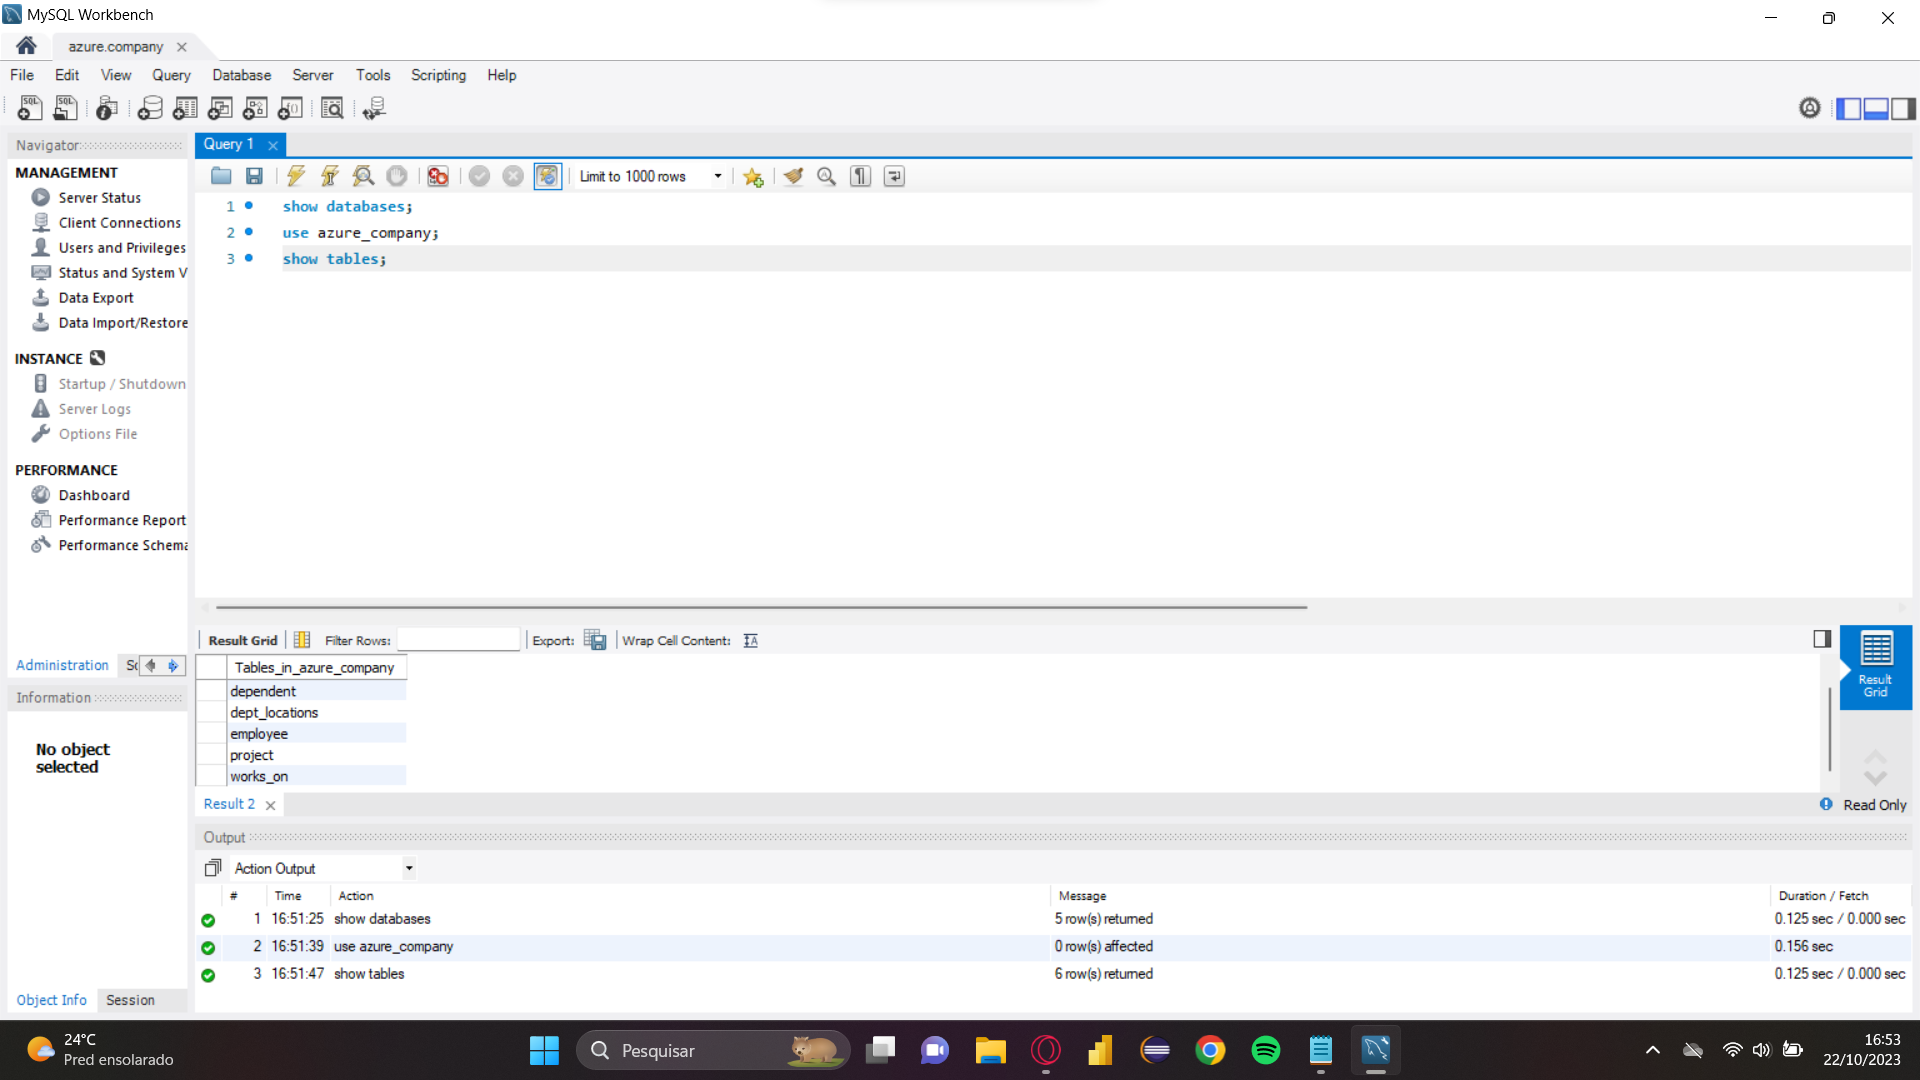 MySQL Workbench
azure.company
File Edit View Query Database Server Tools Scripting Help
Navigator
MANAGEMENT
Server Status
Client Connections
Users and Privileges
Status and System V
Data Export
Data Import/Restore
INSTANCE
Startup / Shutdown
Server Logs
Options File
PERFORMANCE
Dashboard
Performance Report
Performance Schema
Administration Sc
Information
No object
selected
Object Info Session
Query 1
Limit to 1000 rows
1 show databases;
2 use azure_company;
3 show tables;
Result Grid Filter Rows: Export: Wrap Cell Content:
Tables_in_azure_company
dependent
dept_locations
employee
project
works_on
Result
Grid
Result 2 Read Only
Output
Action Output
# Time Action Message Duration / Fetch
1 16:51:25 show databases 5 row(s) returned 0.125 sec / 0.000 sec
2 16:51:39 use azure_company 0 row(s) affected 0.156 sec
3 16:51:47 show tables 6 row(s) returned 0.125 sec / 0.000 sec
24°C
Pred ensolarado
Pesquisar
16:53
22/10/2023